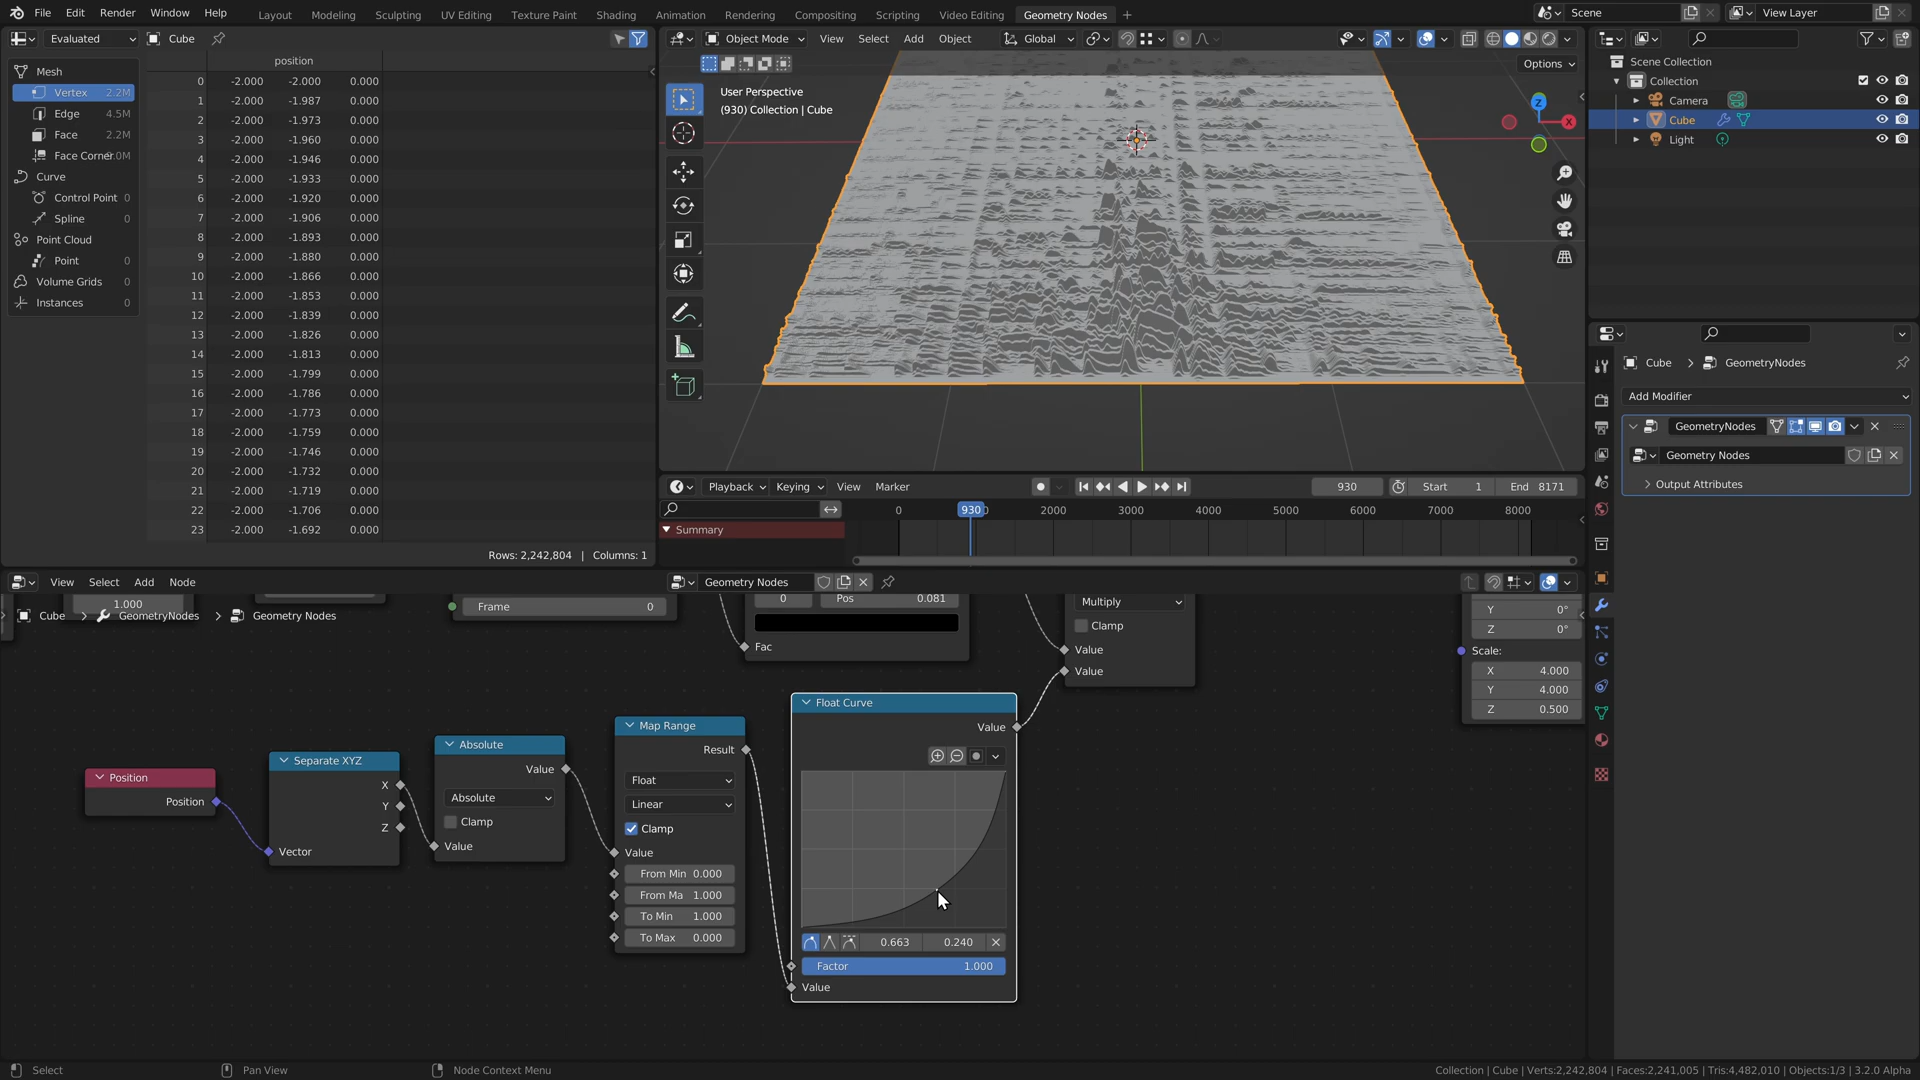 File Edit Render Window Help Layout Modeling Sculpting UV Editing Texture Paint Shading Animation Rendering Compositing Scripting Video Editing Geometry Nodes + Scene View Layer
Evaluated Cube
position
Mesh
Vertex 2.2M
Edge 4.5M
Face 2.2M
Face Corner
Curve
Control Point 0
Spline 0
Point Cloud
Point 0
Volume Grids 0
Instances 0
0 -2.000 -2.000 0.000
1 -2.000 -1.987 0.000
2 -2.000 -1.973 0.000
3 -2.000 -1.960 0.000
4 -2.000 -1.946 0.000
5 -2.000 -1.933 0.000
6 -2.000 -1.920 0.000
7 -2.000 -1.906 0.000
8 -2.000 -1.893 0.000
9 -2.000 -1.880 0.000
10 -2.000 -1.866 0.000
11 -2.000 -1.853 0.000
12 -2.000 -1.839 0.000
13 -2.000 -1.826 0.000
14 -2.000 -1.813 0.000
15 -2.000 -1.799 0.000
16 -2.000 -1.786 0.000
17 -2.000 -1.773 0.000
18 -2.000 -1.759 0.000
19 -2.000 -1.746 0.000
20 -2.000 -1.732 0.000
21 -2.000 -1.719 0.000
22 -2.000 -1.706 0.000
23 -2.000 -1.692 0.000
Rows: 2,242,804 | Columns: 1
Object Mode View Select Add Object Global
Options
User Perspective
(930) Collection | Cube
Z
X
Playback Keying View Marker 930 Start 1 End 8171
0 930 2000 3000 4000 5000 6000 7000 8000
Summary
Scene Collection
Collection
Camera
Cube
Light
Cube > GeometryNodes
Add Modifier
GeometryNodes
Geometry Nodes
Output Attributes
View Select Add Node Geometry Nodes
1.000
Cube > GeometryNodes > Geometry Nodes
Frame 0
0 Pos 0.081
Fac
Multiply
Clamp
Value
Value
Y 0°
Z 0°
Scale:
X 4.000
Y 4.000
Z 0.500
Position
Position
Separate XYZ
X
Y
Z
Vector
Absolute
Value
Absolute
Clamp
Value
Map Range
Result
Float
Linear
Clamp
Value
From Min 0.000
From Ma 1.000
To Min 1.000
To Max 0.000
Float Curve
Value
0.663 0.240
Factor 1.000
Value
Select Pan View Node Context Menu Collection | Cube | Verts:2,242,804 | Faces:2,241,005 | Tris:4,482,010 | Objects:1/3 | 3.2.0 Alpha